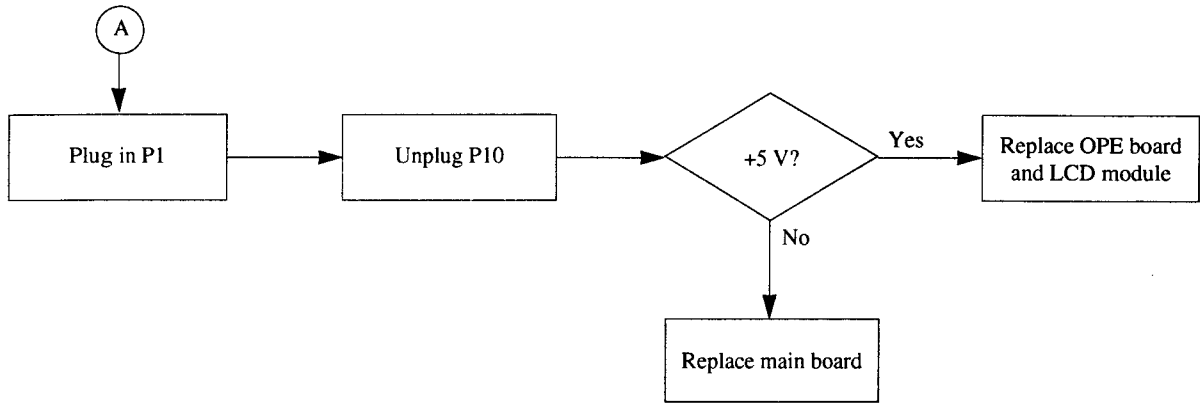 A
Plug in P1
Unplug P10
+5 V?
Yes
Replace OPE board
and LCD module
No
Replace main board